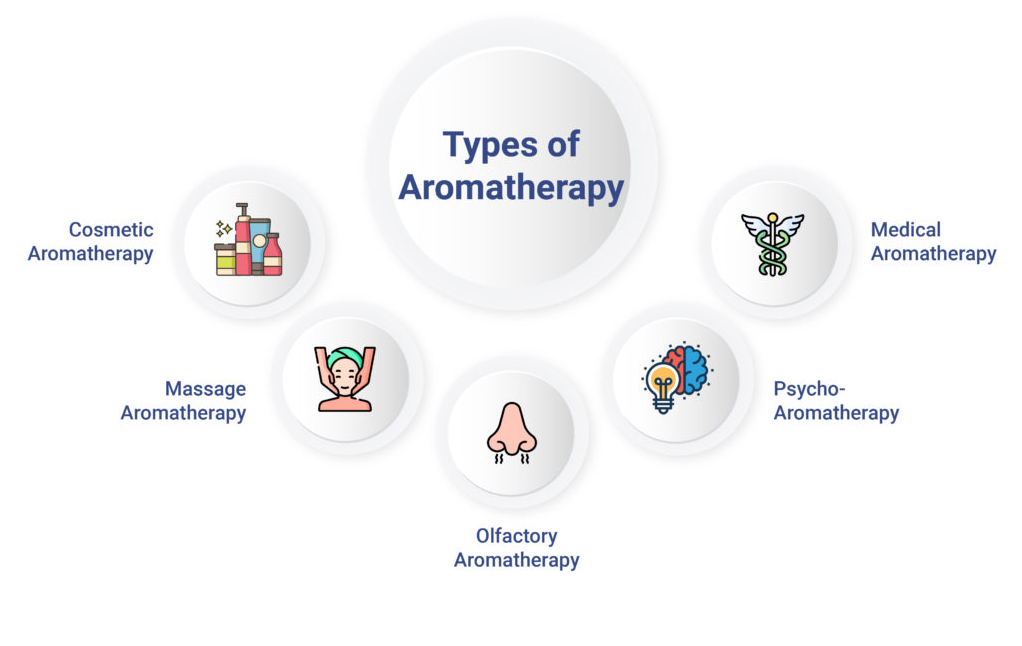 Types of
Aromatherapy
Cosmetic
Aromatherapy
Massage
Aromatherapy
Olfactory
Aromatherapy
Psycho-
Aromatherapy
Medical
Aromatherapy